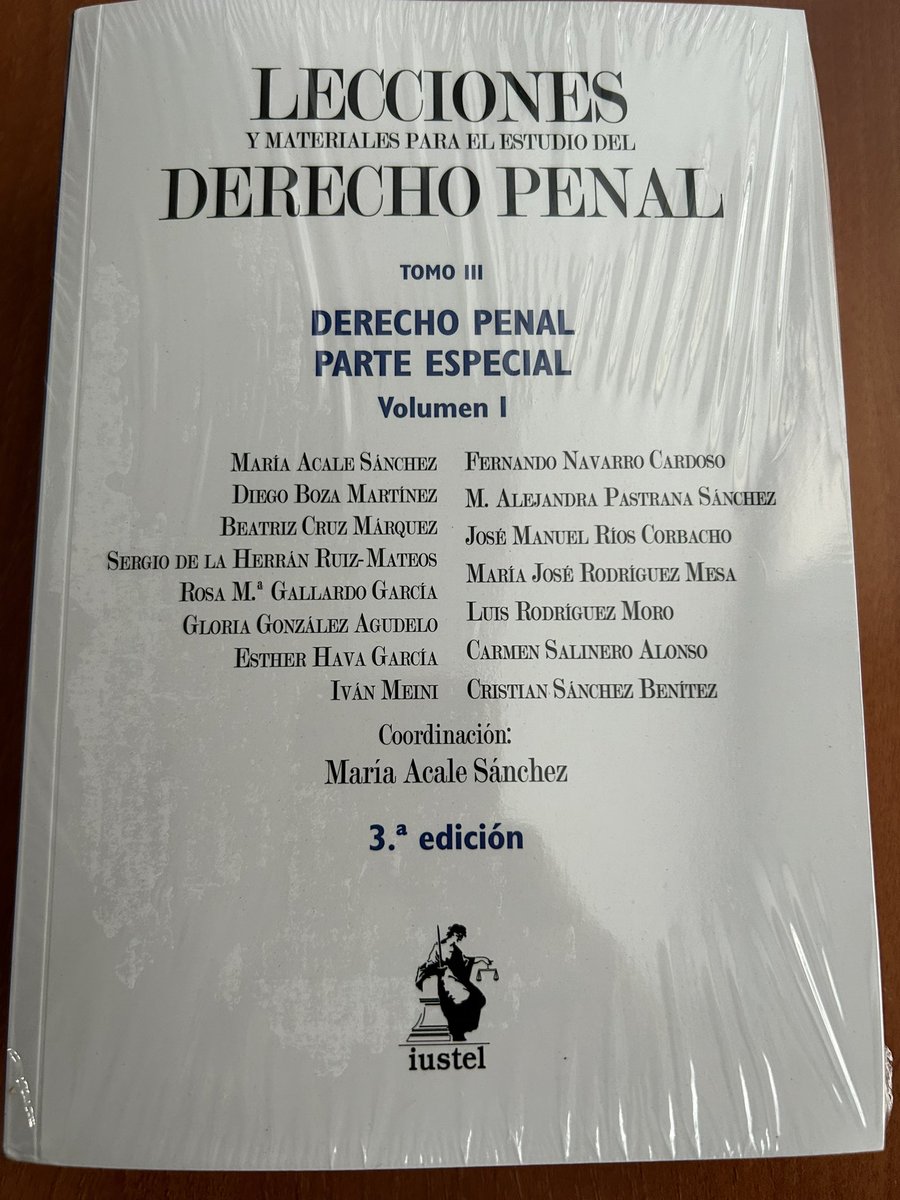 LECCIONES
Y MATERIALES PARA EL ESTUDIO DEL
DERECHO PENAL
TOMO III
DERECHO PENAL
PARTE ESPECIAL
Volumen I
María Acale Sánchez
Diego Boza Martínez
Beatriz Cruz Márquez
Sergio de la Herrán Ruiz-Mateos
Rosa M.ª Gallardo García
Gloria González Agudelo
Esther Hava García
Iván Meini
Fernando Navarro Cardoso
M. Alejandra Pastrana Sánchez
José Manuel Ríos Corbacho
María José Rodríguez Mesa
Luis Rodríguez Moro
Carmen Salinero Alonso
Cristian Sánchez Benítez
Coordinación:
María Acale Sánchez
3.ª edición
iustel